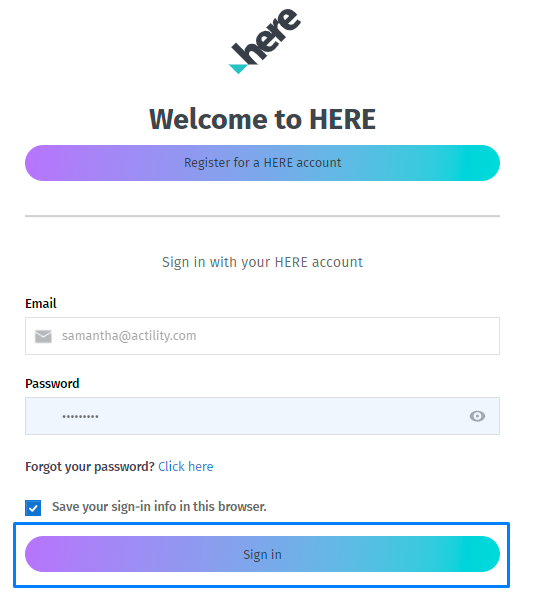 here
Welcome to HERE
Register for a HERE account
Sign in with your HERE account
Email
samantha@actility.com
Password
•••••••••
Forgot your password? Click here
Save your sign-in info in this browser.
Sign in